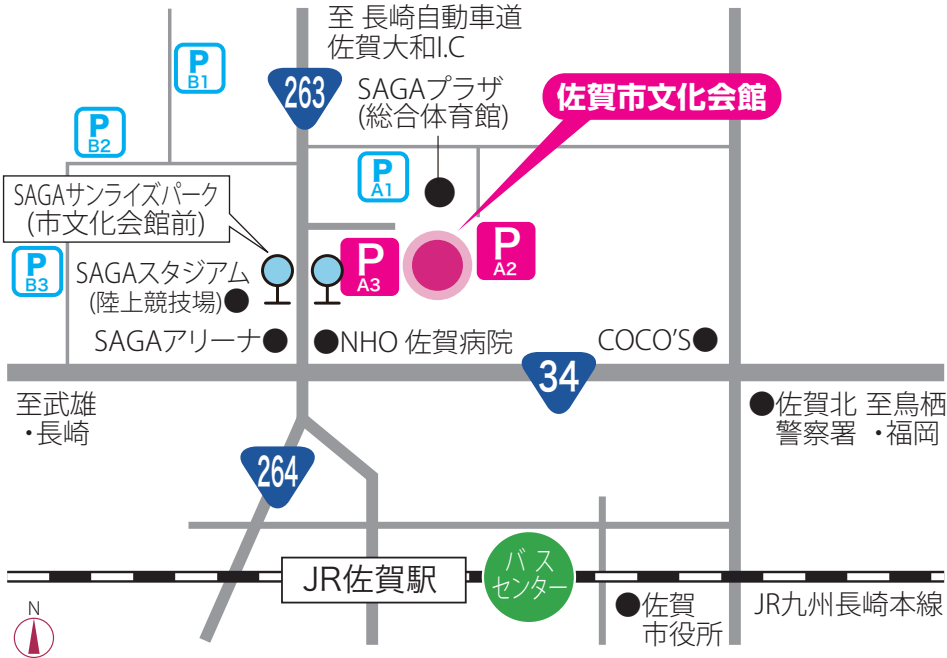 至 長崎自動車道
佐賀大和I.C
P
B1
263
SAGAプラザ
(総合体育館)
佐賀市文化会館
P
B2
P
A1
SAGAサンライズパーク
(市文化会館前)
P
B3
SAGAスタジアム
(陸上競技場)
P
A3
P
A2
SAGAアリーナ
NHO 佐賀病院
COCO'S
34
至武雄
・長崎
佐賀北
警察署
至鳥栖
・福岡
264
JR佐賀駅
バス
センター
佐賀
市役所
JR九州長崎本線
N